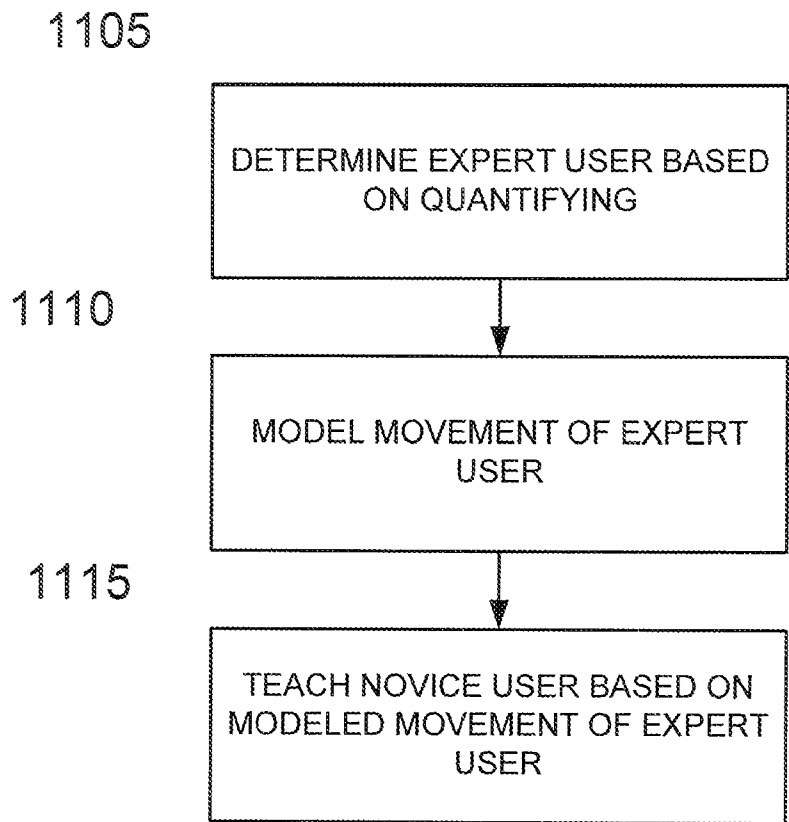 1105
DETERMINE EXPERT USER BASED
ON QUANTIFYING
1110
MODEL MOVEMENT OF EXPERT
USER
1115
TEACH NOVICE USER BASED ON
MODELED MOVEMENT OF EXPERT
USER